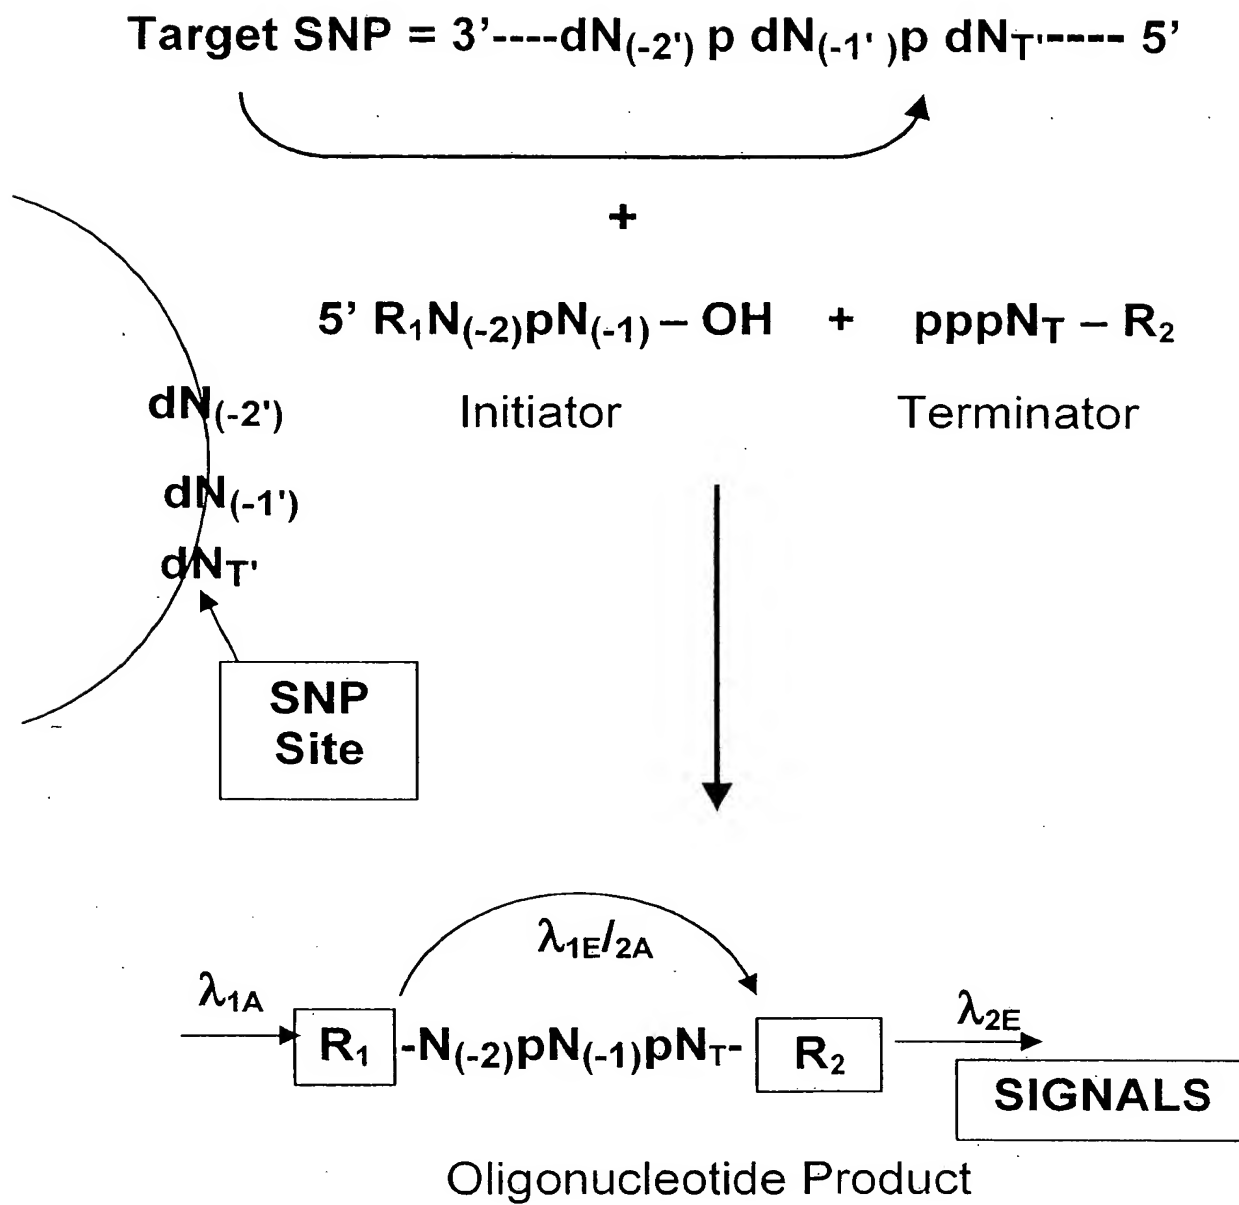 Target SNP = 3'----dN(-2') p dN(-1' )p dNT'---- 5'
+
5' R1N(-2)pN(-1) – OH + pppNT – R2
Initiator Terminator
dN(-2')
dN(-1')
dNT'
SNP
Site
λ1E/2A
λ1A
R1 -N(-2)pN(-1)pNT- R2
λ2E
SIGNALS
Oligonucleotide Product